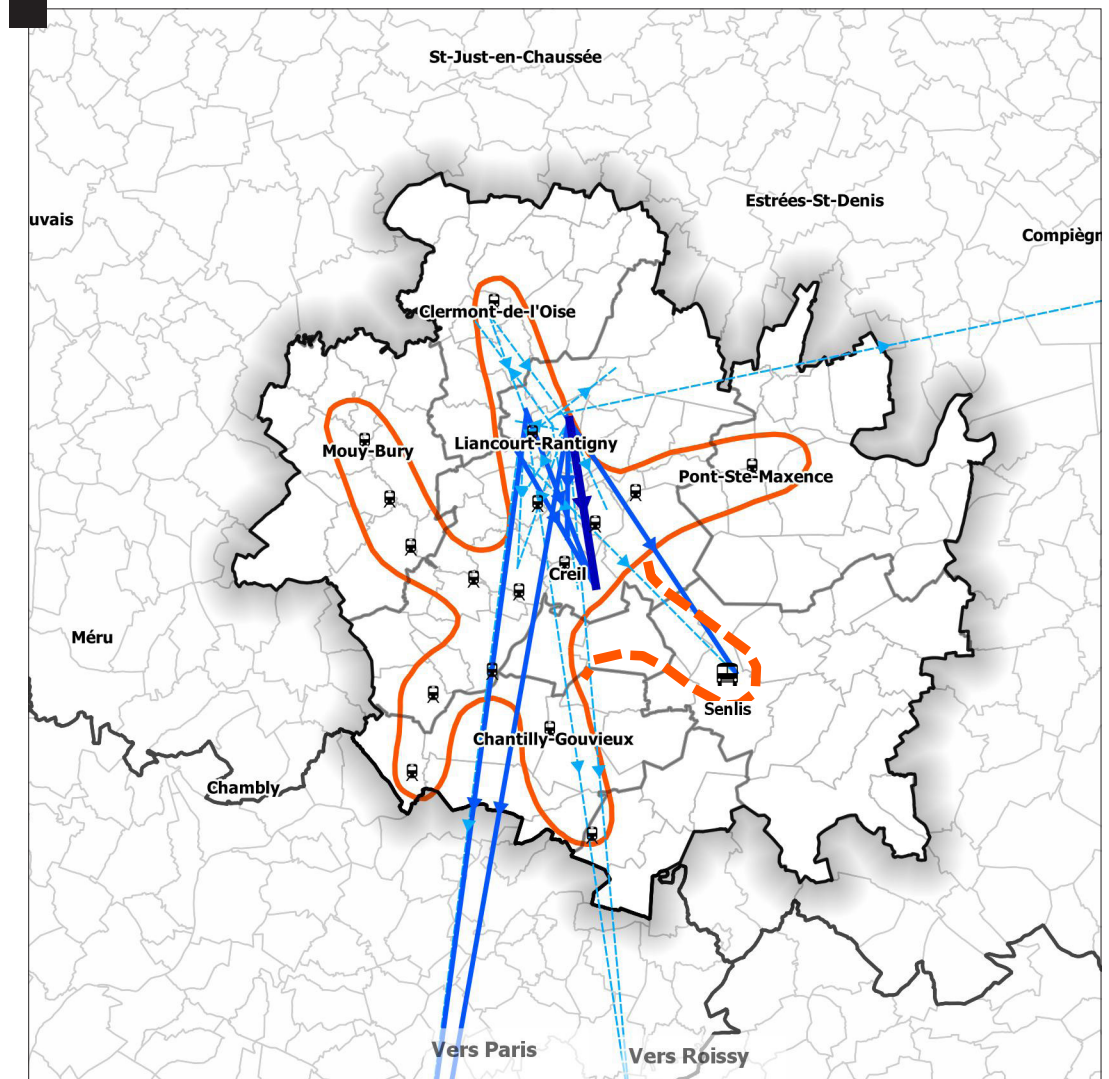 St-Just-en-Chaussée
Estrées-St-Denis
uvais
Compiègn
Clermont-de-l'Oise
Liancourt-Rantigny
Mouy-Bury
Pont-Ste-Maxence
Creil
Méru
Senlis
Chantilly-Gouvieux
Chambly
Vers Paris
Vers Roissy